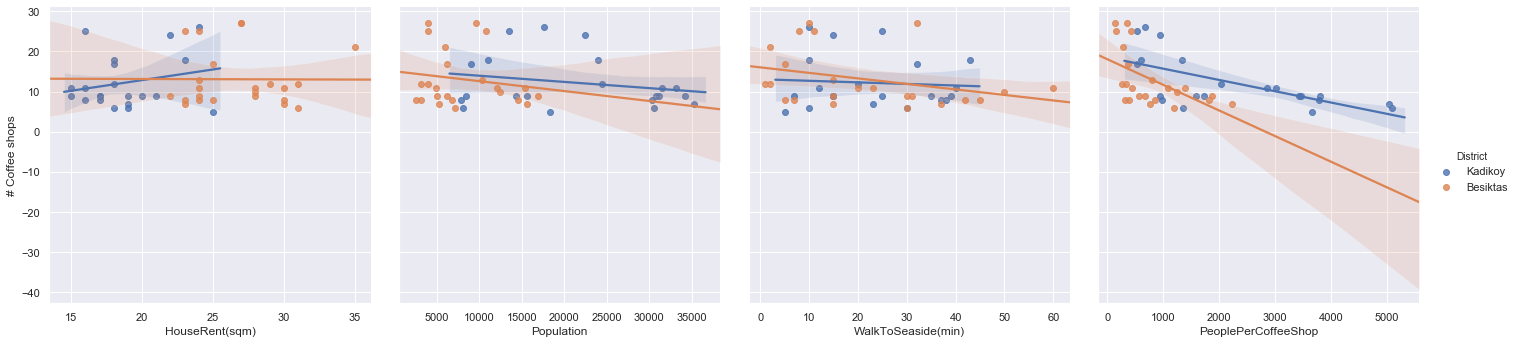 30
20
10
0
−10
−20
−30
−40
# Coffee shops
15 20 25 30 35
HouseRent(sqm)
5000 10000 15000 20000 25000 30000 35000
Population
0 10 20 30 40 50 60
WalkToSeaside(min)
0 1000 2000 3000 4000 5000
PeoplePerCoffeeShop
District
Kadikoy
Besiktas